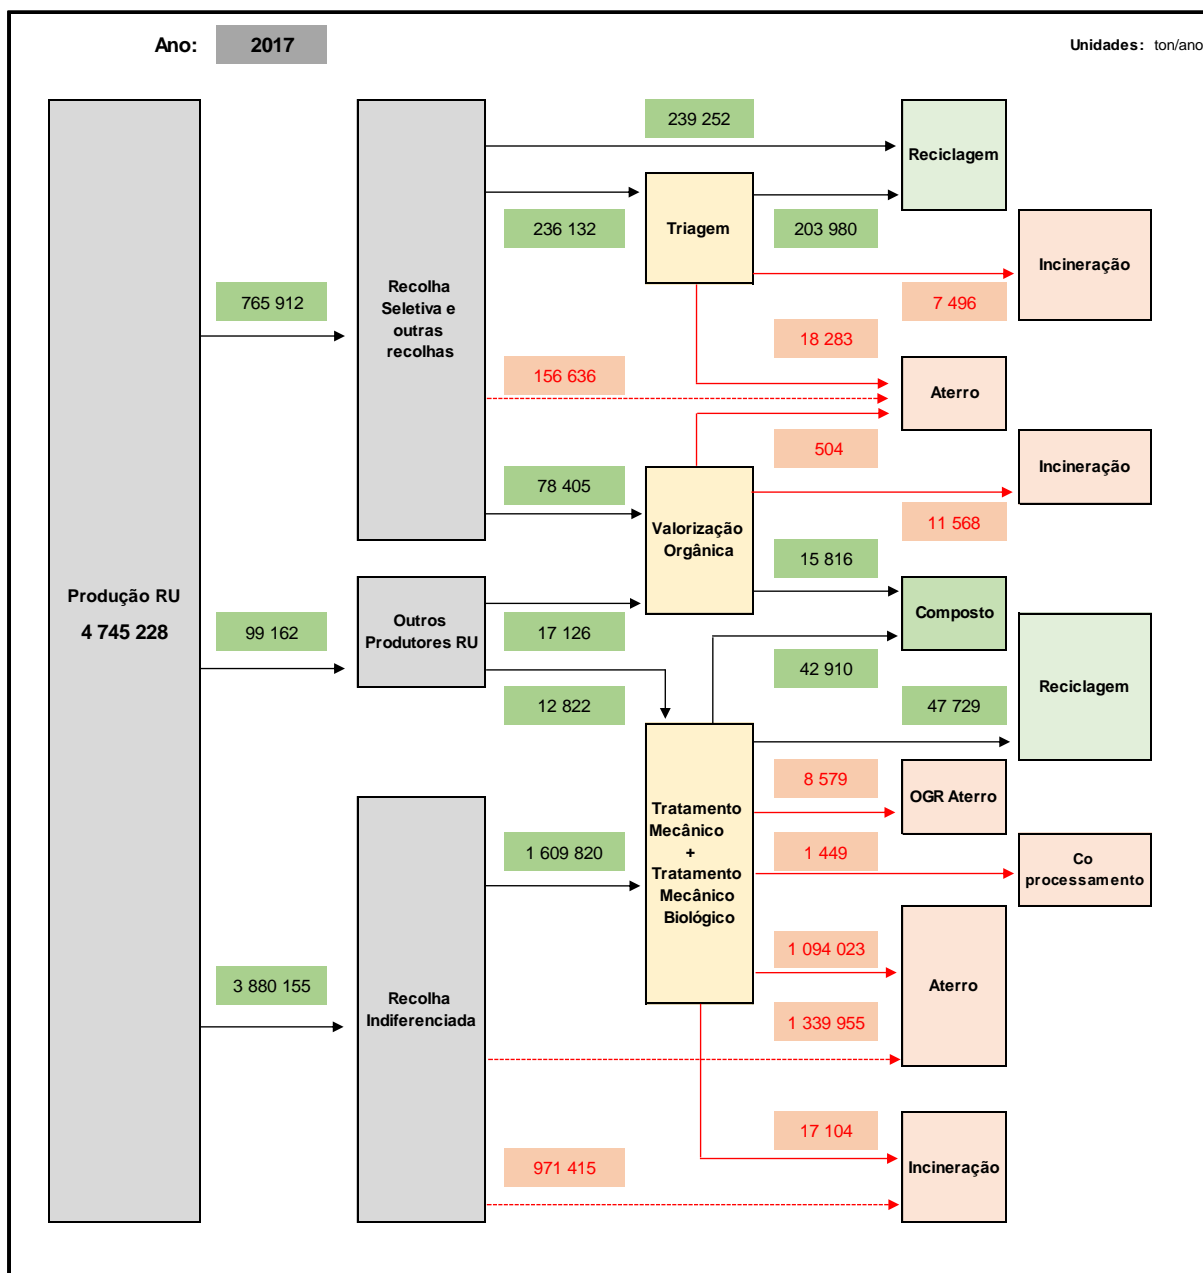 Ano: 2017
Unidades: ton/ano
239 252
Reciclagem
Triagem
236 132
203 980
Incineração
765 912
Recolha
Seletiva e
outras
recolhas
7 496
18 283
156 636
Aterro
504
Incineração
78 405
11 568
Valorização
Orgânica
15 816
Produção RU
4 745 228
99 162
Outros
Produtores RU
17 126
Composto
42 910
Reciclagem
12 822
47 729
8 579
OGR Aterro
Tratamento
Mecânico
+
Tratamento
Mecânico
Biológico
1 609 820
1 449
Co
processamento
1 094 023
3 880 155
Recolha
Indiferenciada
Aterro
1 339 955
17 104
971 415
Incineração